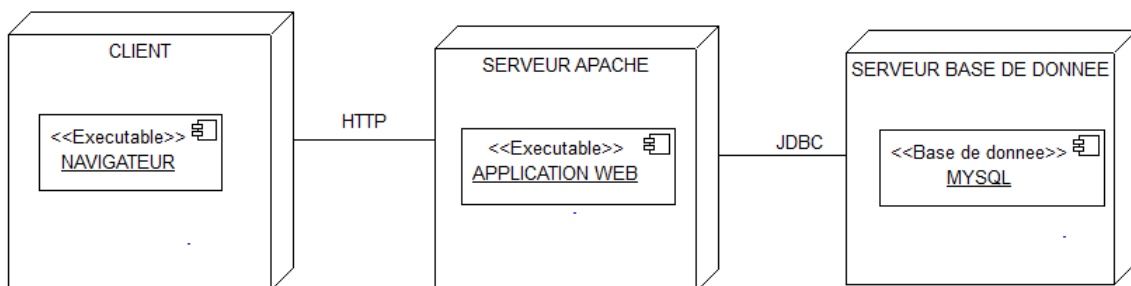 CLIENT
<<Executable>>
NAVIGATEUR
HTTP
SERVEUR APACHE
<<Executable>>
APPLICATION WEB
JDBC
SERVEUR BASE DE DONNEE
<<Base de donnee>>
MYSQL